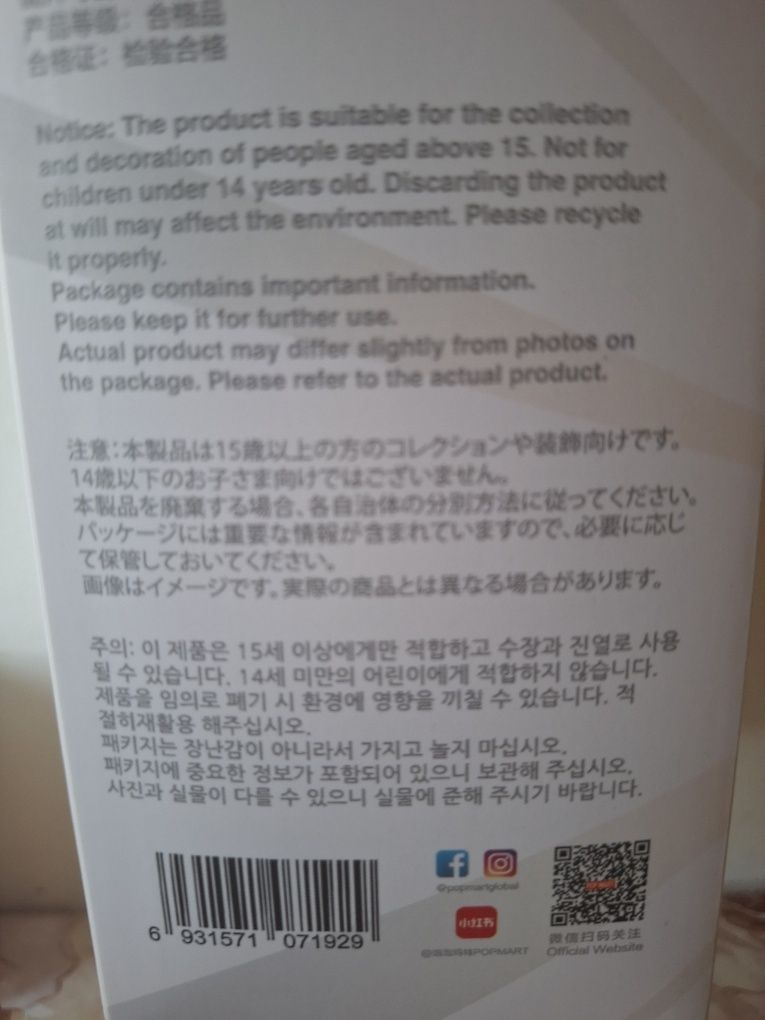 产品等级：合格品
合格证：检验合格
Notice: The product is suitable for the collection
and decoration of people aged above 15. Not for
children under 14 years old. Discarding the product
at will may affect the environment. Please recycle
it properly.
Package contains important information.
Please keep it for further use.
Actual product may differ slightly from photos on
the package. Please refer to the actual product.
注意:本製品は15歳以上の方のコレクションや装飾向けです。
14歳以下のお子さま向けではございません。
本製品を廃棄する場合、各自治体の分別方法に従ってください。
パッケージには重要な情報が含まれていますので、必要に応じ
て保管しておいてください。
画像はイメージです。実際の商品とは異なる場合があります。
주의: 이 제품은 15세 이상에게만 적합하고 수장과 진열로 사용
될 수 있습니다. 14세 미만의 어린이에게 적합하지 않습니다.
제품을 임의로 폐기 시 환경에 영향을 끼칠 수 있습니다. 적
절히재활용 해주십시오.
패키지는 장난감이 아니라서 가지고 놀지 마십시오.
패키지에 중요한 정보가 포함되어 있으니 보관해 주십시오.
사진과 실물이 다를 수 있으니 실물에 준해 주시기 바랍니다.
@popmartglobal
小红书
@泡泡玛特POPMART
微信扫码关注
Official Website
6 931571 071929